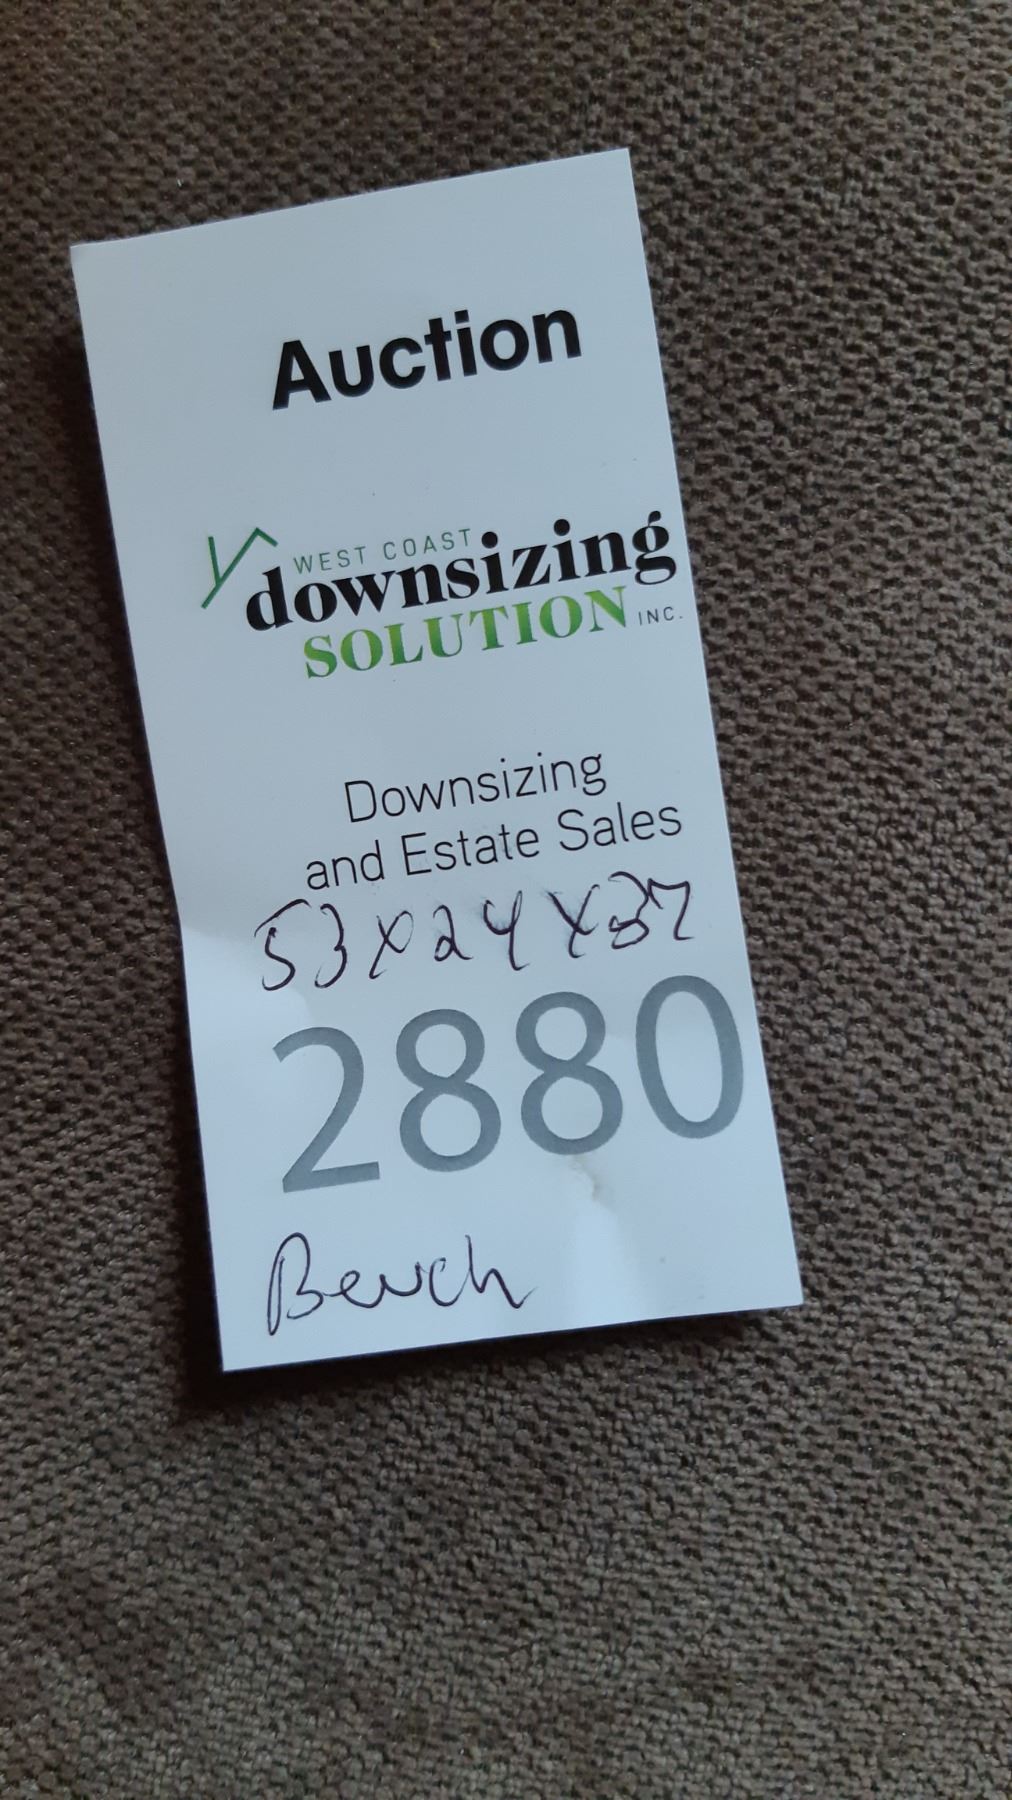 Auction
WEST COAST
downsizing
SOLUTION INC.
Downsizing
and Estate Sales
53x24x37
2880
Bench